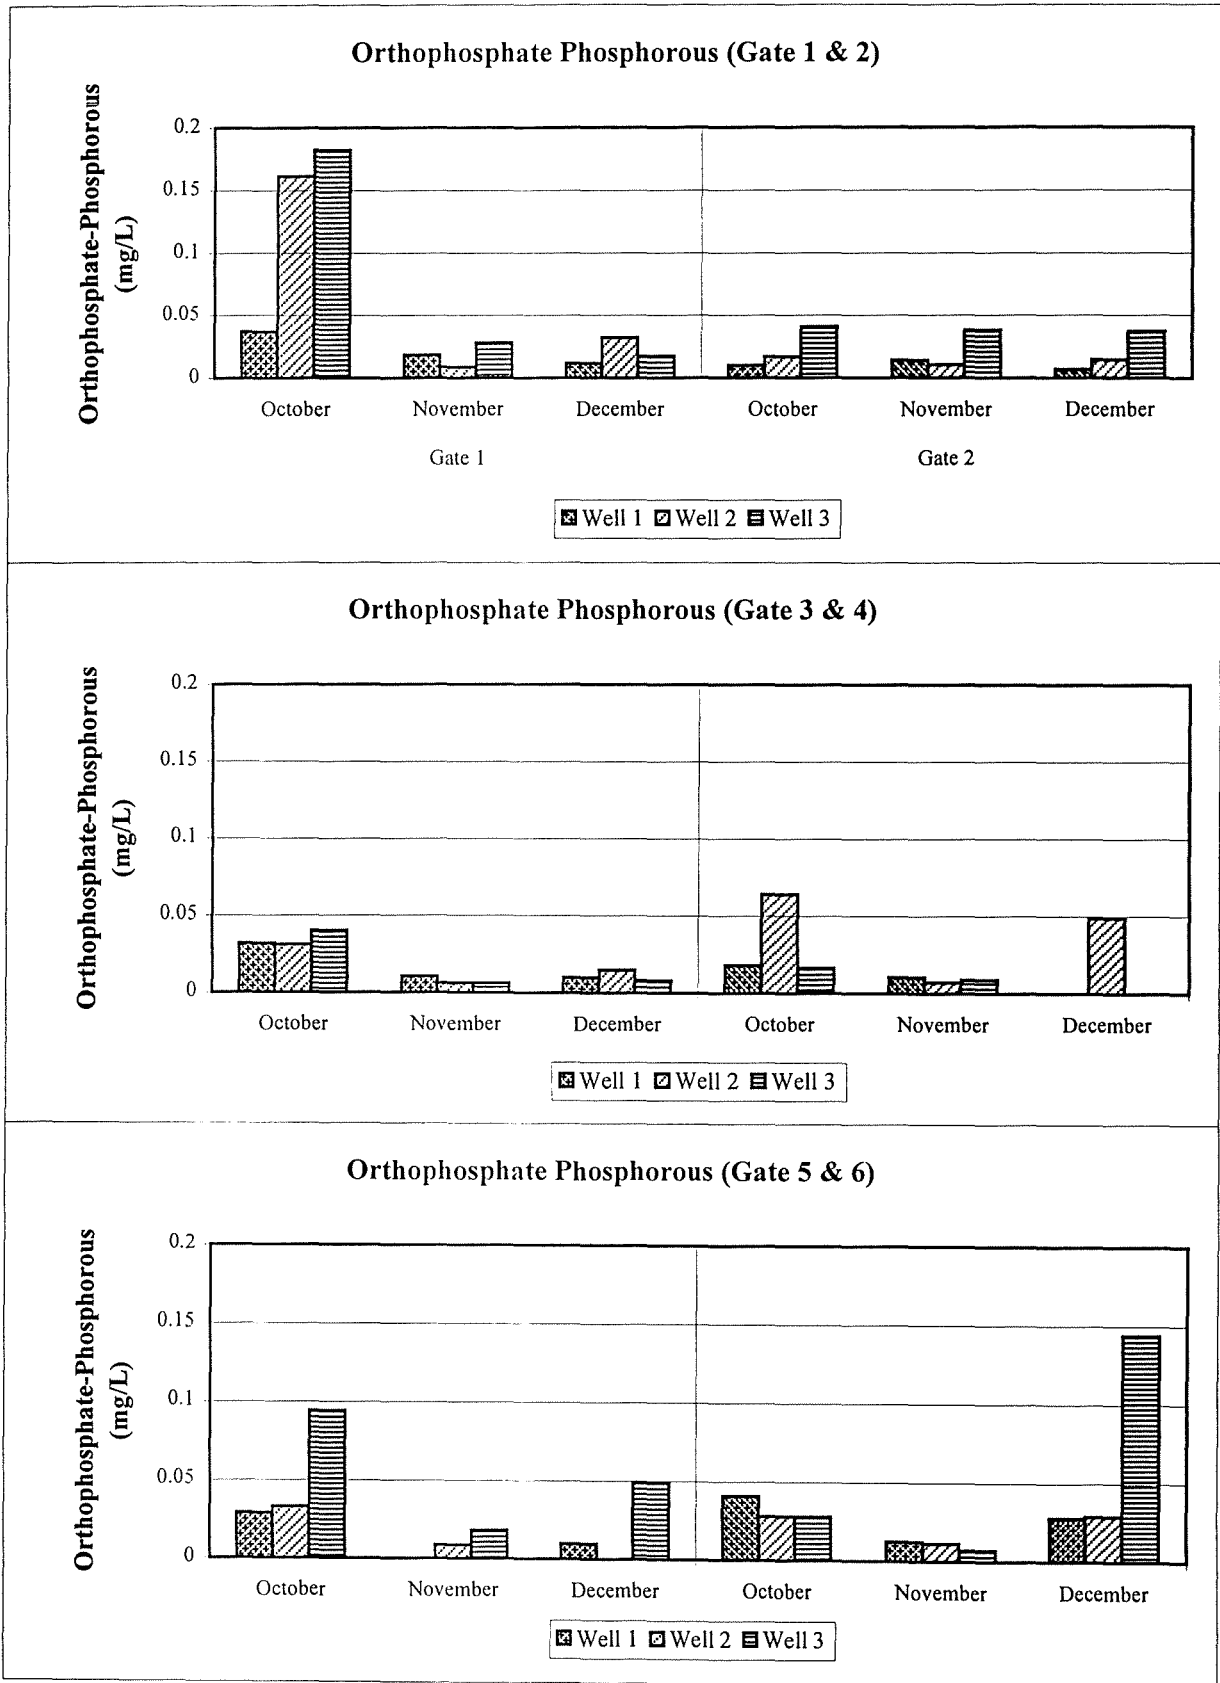 Orthophosphate Phosphorous (Gate 1 & 2)
Orthophosphate-Phosphorous
(mg/L)
0.2
0.15
0.1
0.05
0
October November December October November December
Gate 1 Gate 2
Well 1 Well 2 Well 3
Orthophosphate Phosphorous (Gate 3 & 4)
Orthophosphate-Phosphorous
(mg/L)
0.2
0.15
0.1
0.05
0
October November December October November December
Well 1 Well 2 Well 3
Orthophosphate Phosphorous (Gate 5 & 6)
Orthophosphate-Phosphorous
(mg/L)
0.2
0.15
0.1
0.05
0
October November December October November December
Well 1 Well 2 Well 3